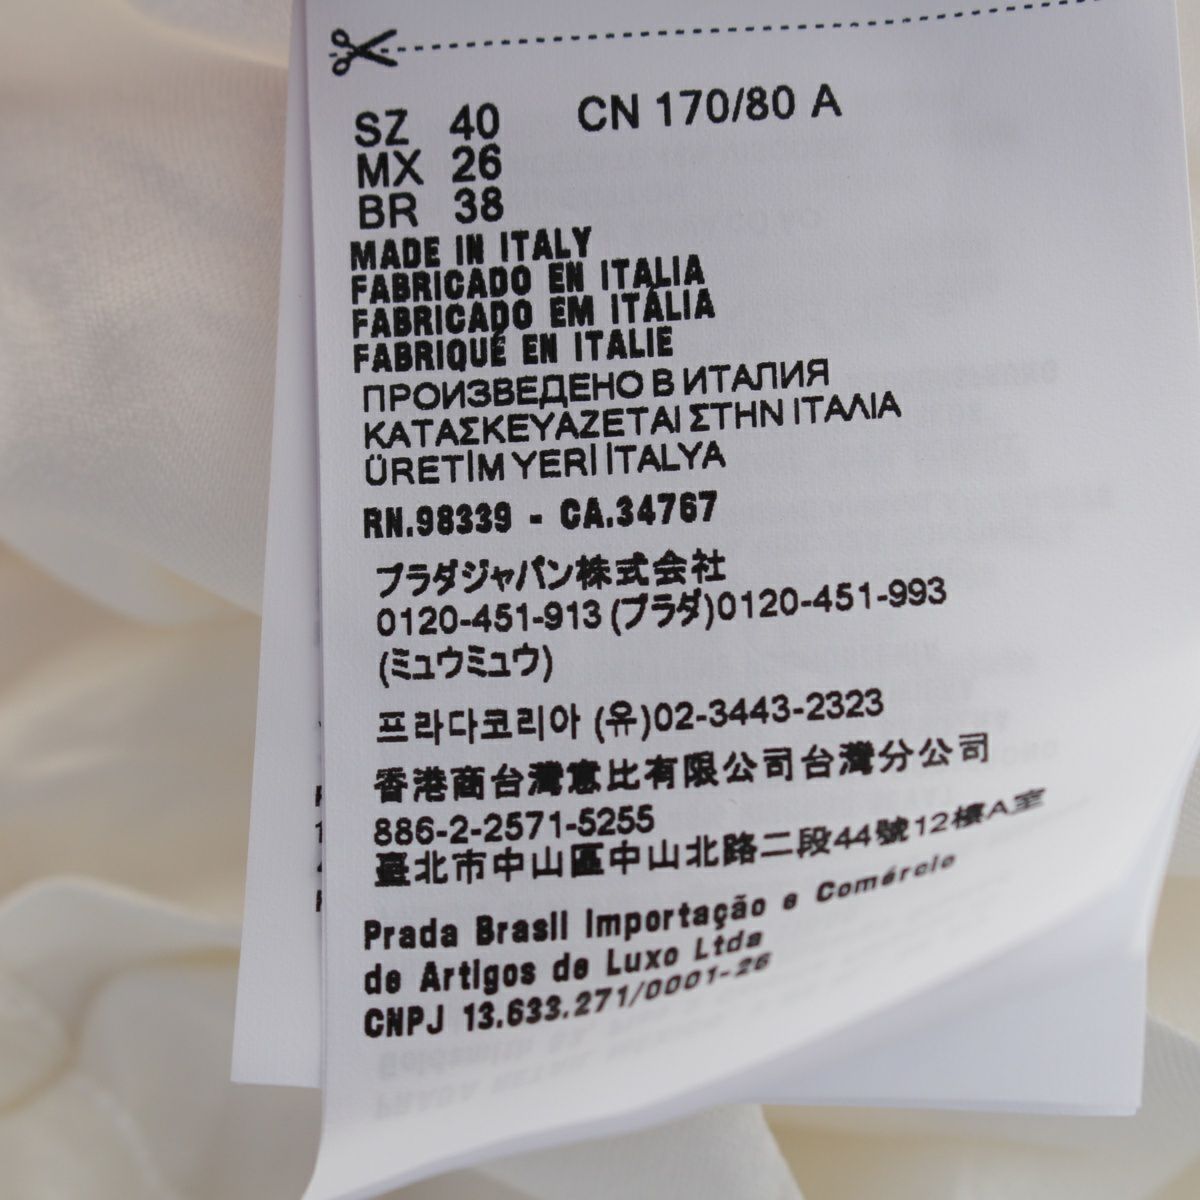 SZ 40 CN 170/80 A
MX 26
BR 38
MADE IN ITALY
FABRICADO EN ITALIA
FABRICADO EM ITÁLIA
FABRIQUÉ EN ITALIE
ПРОИЗВЕДЕНО В ИТАЛИЯ
ΚΑΤΑΣΚΕΥΑΖΕΤΑΙ ΣΤΗΝ ΙΤΑΛΙΑ
ÜRETİM YERİ İTALYA
RN.98339 - CA.34767
プラダジャパン株式会社
0120-451-913 (プラダ)0120-451-993
(ミュウミュウ)
프라다코리아 (유)02-3443-2323
香港商台灣意比有限公司台灣分公司
886-2-2571-5255
臺北市中山區中山北路二段44號12樓A室
Prada Brasil Importação e Comércio
de Artigos de Luxo Ltda
CNPJ 13.633.271/0001-26